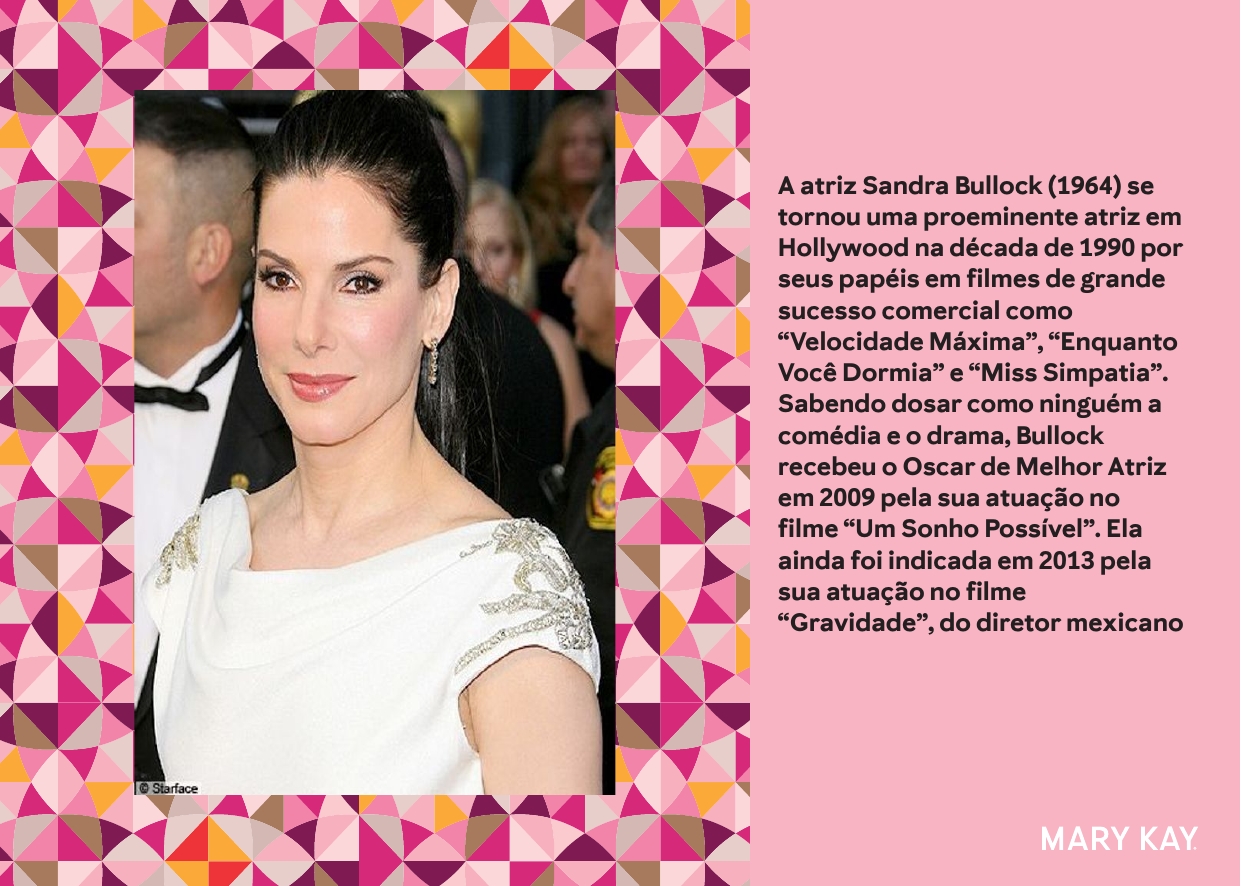 A atriz Sandra Bullock (1964) se
tornou uma proeminente atriz em
Hollywood na década de 1990 por
seus papéis em filmes de grande
sucesso comercial como
“Velocidade Máxima”, “Enquanto
Você Dormia” e “Miss Simpatia”.
Sabendo dosar como ninguém a
comédia e o drama, Bullock
recebeu o Oscar de Melhor Atriz
em 2009 pela sua atuação no
filme “Um Sonho Possível”. Ela
ainda foi indicada em 2013 pela
sua atuação no filme
“Gravidade”, do diretor mexicano
© Starface
MARY KAY.